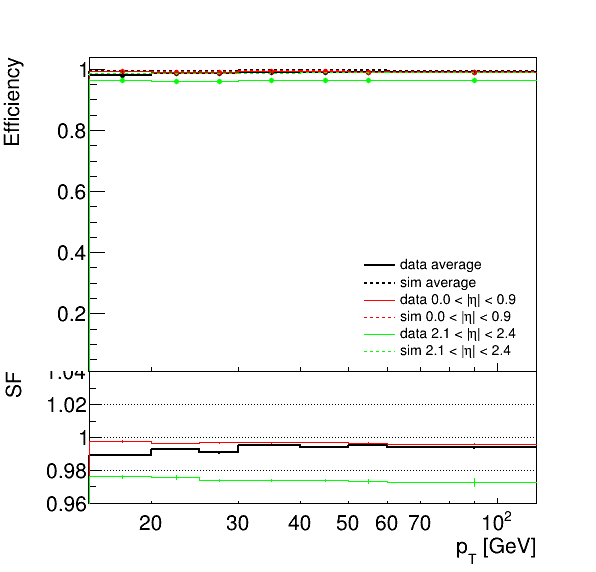 Efficiency
1
0.8
0.6
0.4
0.2
data average
sim average
data 0.0 < |η| < 0.9
sim 0.0 < |η| < 0.9
data 2.1 < |η| < 2.4
sim 2.1 < |η| < 2.4
SF
1.04
1.02
1
0.98
0.96
20 30 40 50 60 70 10²
p_T [GeV]